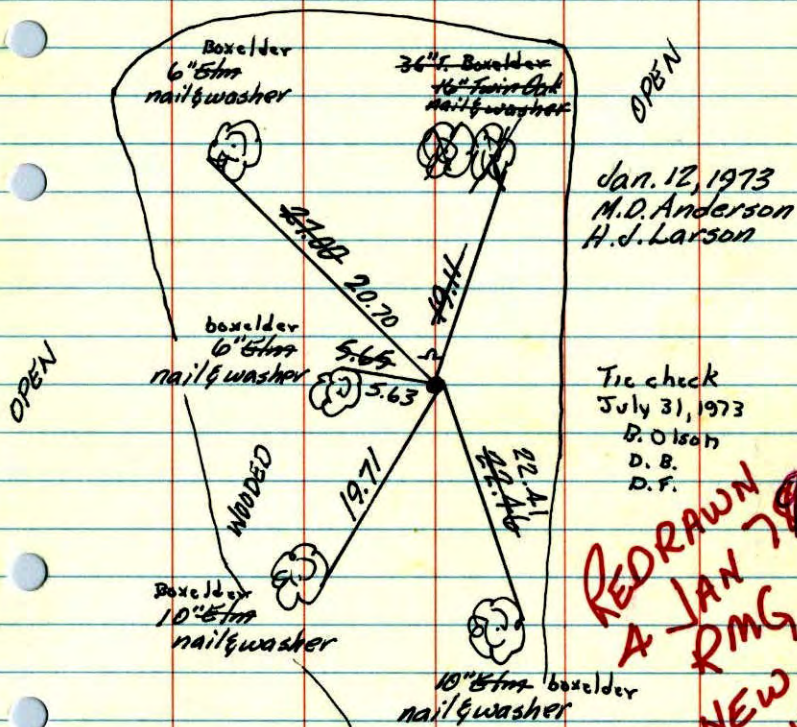 Boxelder
6" Elm
nail & washer
36" T. Boxelder
16" Twin Oak
nail & washer
OPEN
Jan. 12, 1973
M.D. Anderson
H.J. Larson
20.70
19.11
boxelder
6" Elm
nail & washer
5.65
5.63
OPEN
Tie check
July 31, 1973
B. Olson
D. B.
D. F.
WOODED
19.71
22.41
22.46
REDRAWN
4 JAN 78
RMG
NEW
Boxelder
10" Elm
nail & washer
10" Elm boxelder
nail & washer